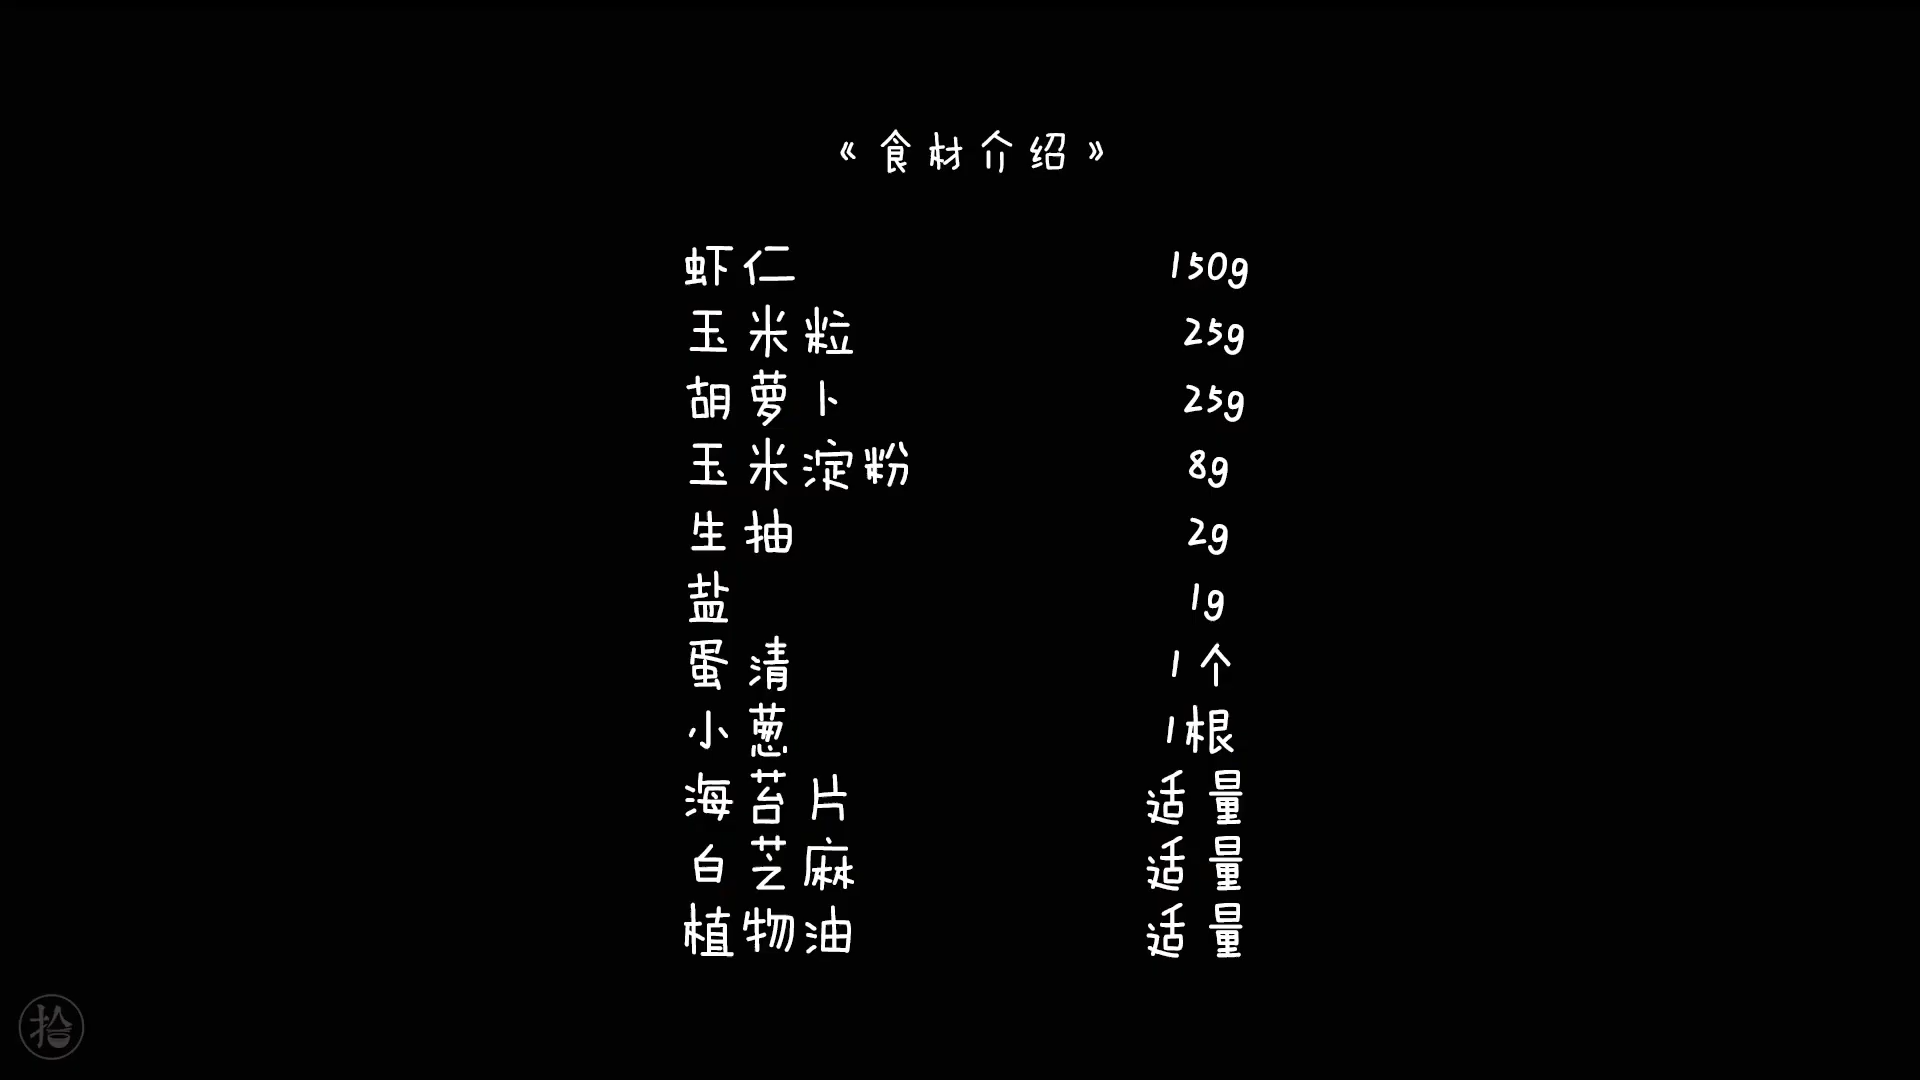 《食材介绍》
虾仁 150g
玉米粒 25g
胡萝卜 25g
玉米淀粉 8g
生抽 2g
盐 1g
蛋清 1个
小葱 1根
海苔片 适量
白芝麻 适量
植物油 适量
拾